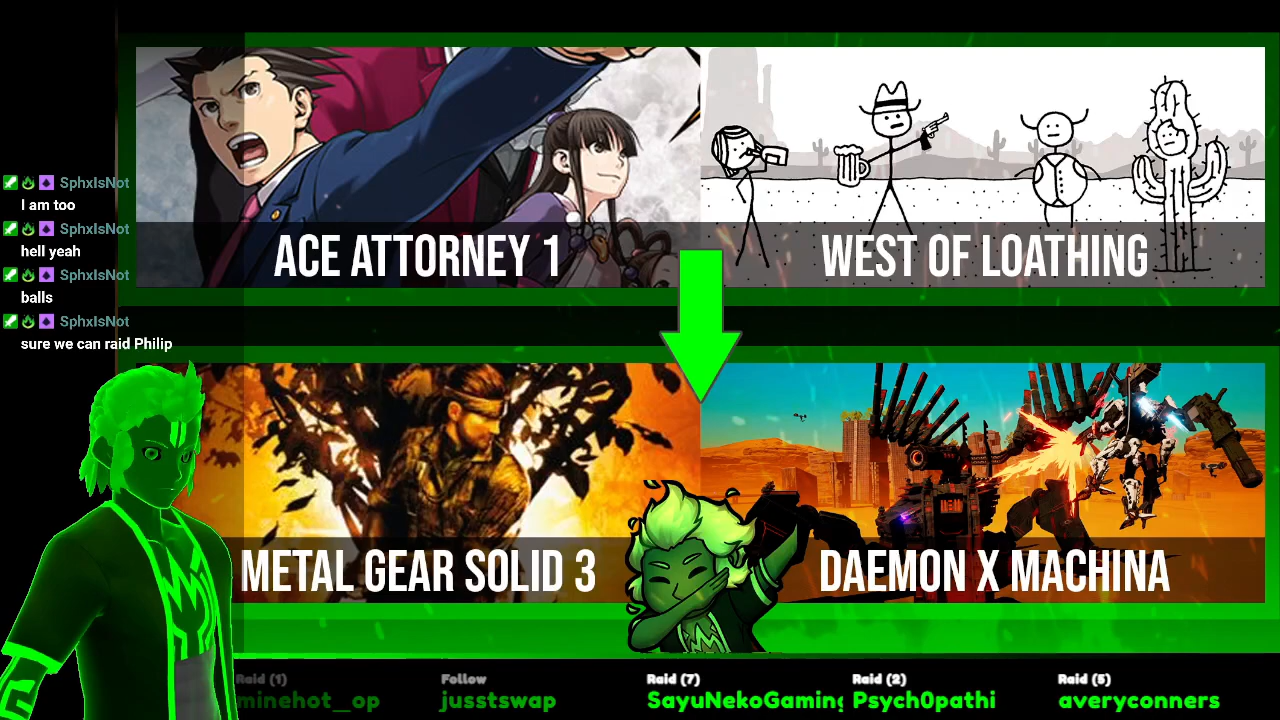 ACE ATTORNEY 1
WEST OF LOATHING
SphxIsNot
I am too
SphxIsNot
hell yeah
SphxIsNot
balls
SphxIsNot
sure we can raid Philip
METAL GEAR SOLID 3
DAEMON X MACHINA
Raid (1)
minehot_op
Follow
jusstswap
Raid (7)
SayuNekoGaming
Raid (2)
Psych0pathi
Raid (5)
averyconners